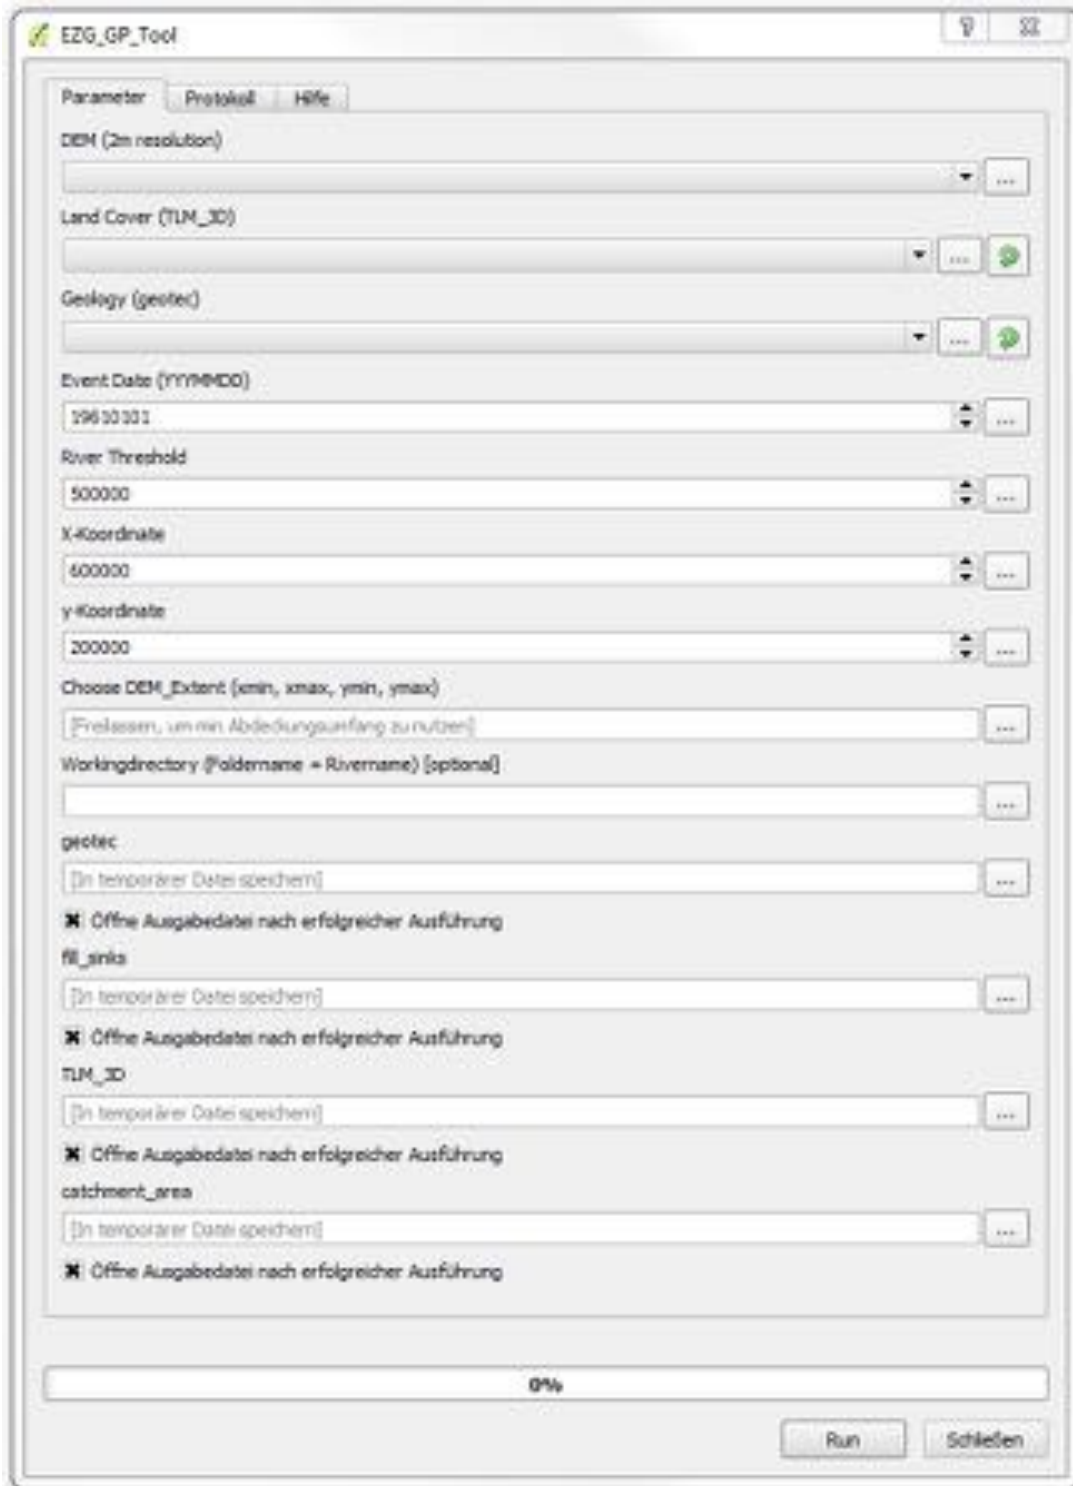 EZG_GP_Tool
Parameter Protokoll Hilfe
DEM (2m resolution)
...
Land Cover (TLM_3D)
...
Geology (geotec)
...
Event Date (YYYMMDD)
19610101
...
River Threshold
500000
...
X-Koordinate
600000
...
y-Koordinate
200000
...
Choose DEM_Extent (xmin, xmax, ymin, ymax)
[Freilassen, um min Abdeckungsumfang zu nutzen]
...
Workingdirectory (Foldername = Rivername) [optional]
...
geotec
[In temporärer Datei speichern]
...
Öffne Ausgabedatei nach erfolgreicher Ausführung
fill_sinks
[In temporärer Datei speichern]
...
Öffne Ausgabedatei nach erfolgreicher Ausführung
TLM_3D
[In temporärer Datei speichern]
...
Öffne Ausgabedatei nach erfolgreicher Ausführung
catchment_area
[In temporärer Datei speichern]
...
Öffne Ausgabedatei nach erfolgreicher Ausführung
0%
Run Schließen